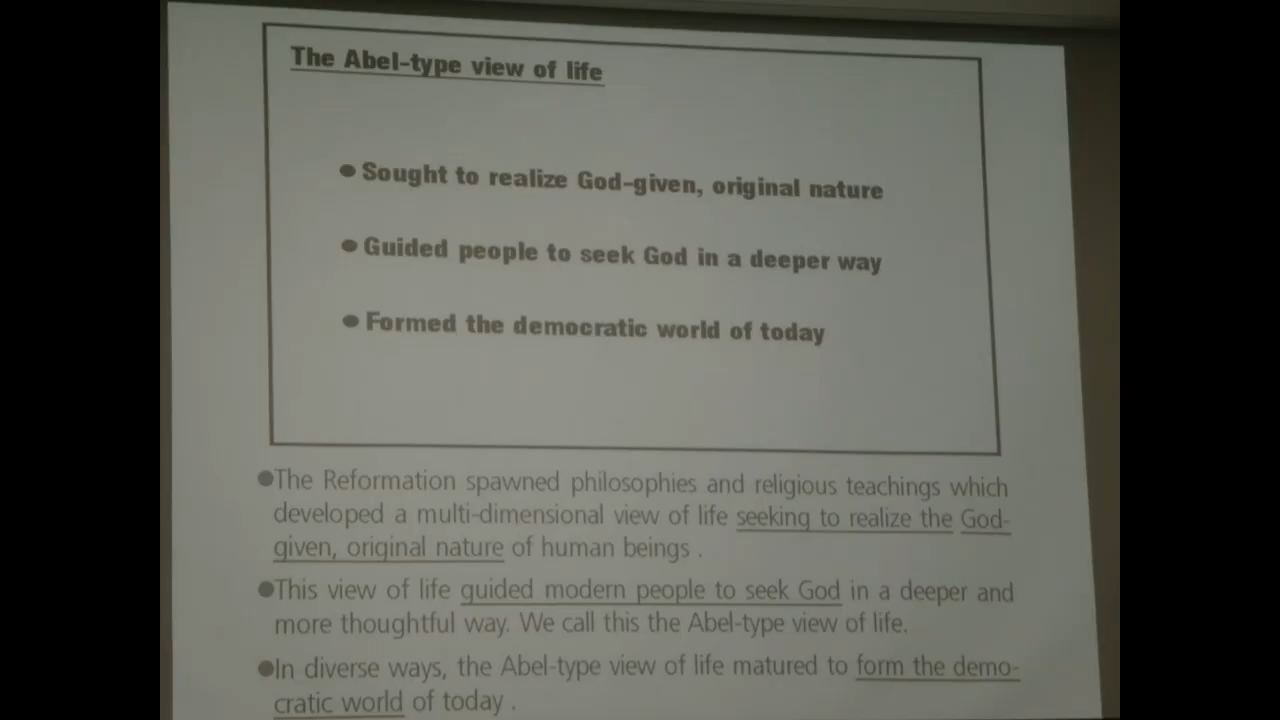 The Abel-type view of life
● Sought to realize God-given, original nature
● Guided people to seek God in a deeper way
● Formed the democratic world of today
●The Reformation spawned philosophies and religious teachings which
developed a multi-dimensional view of life seeking to realize the God-
given, original nature of human beings .
●This view of life guided modern people to seek God in a deeper and
more thoughtful way. We call this the Abel-type view of life.
●In diverse ways, the Abel-type view of life matured to form the demo-
cratic world of today .